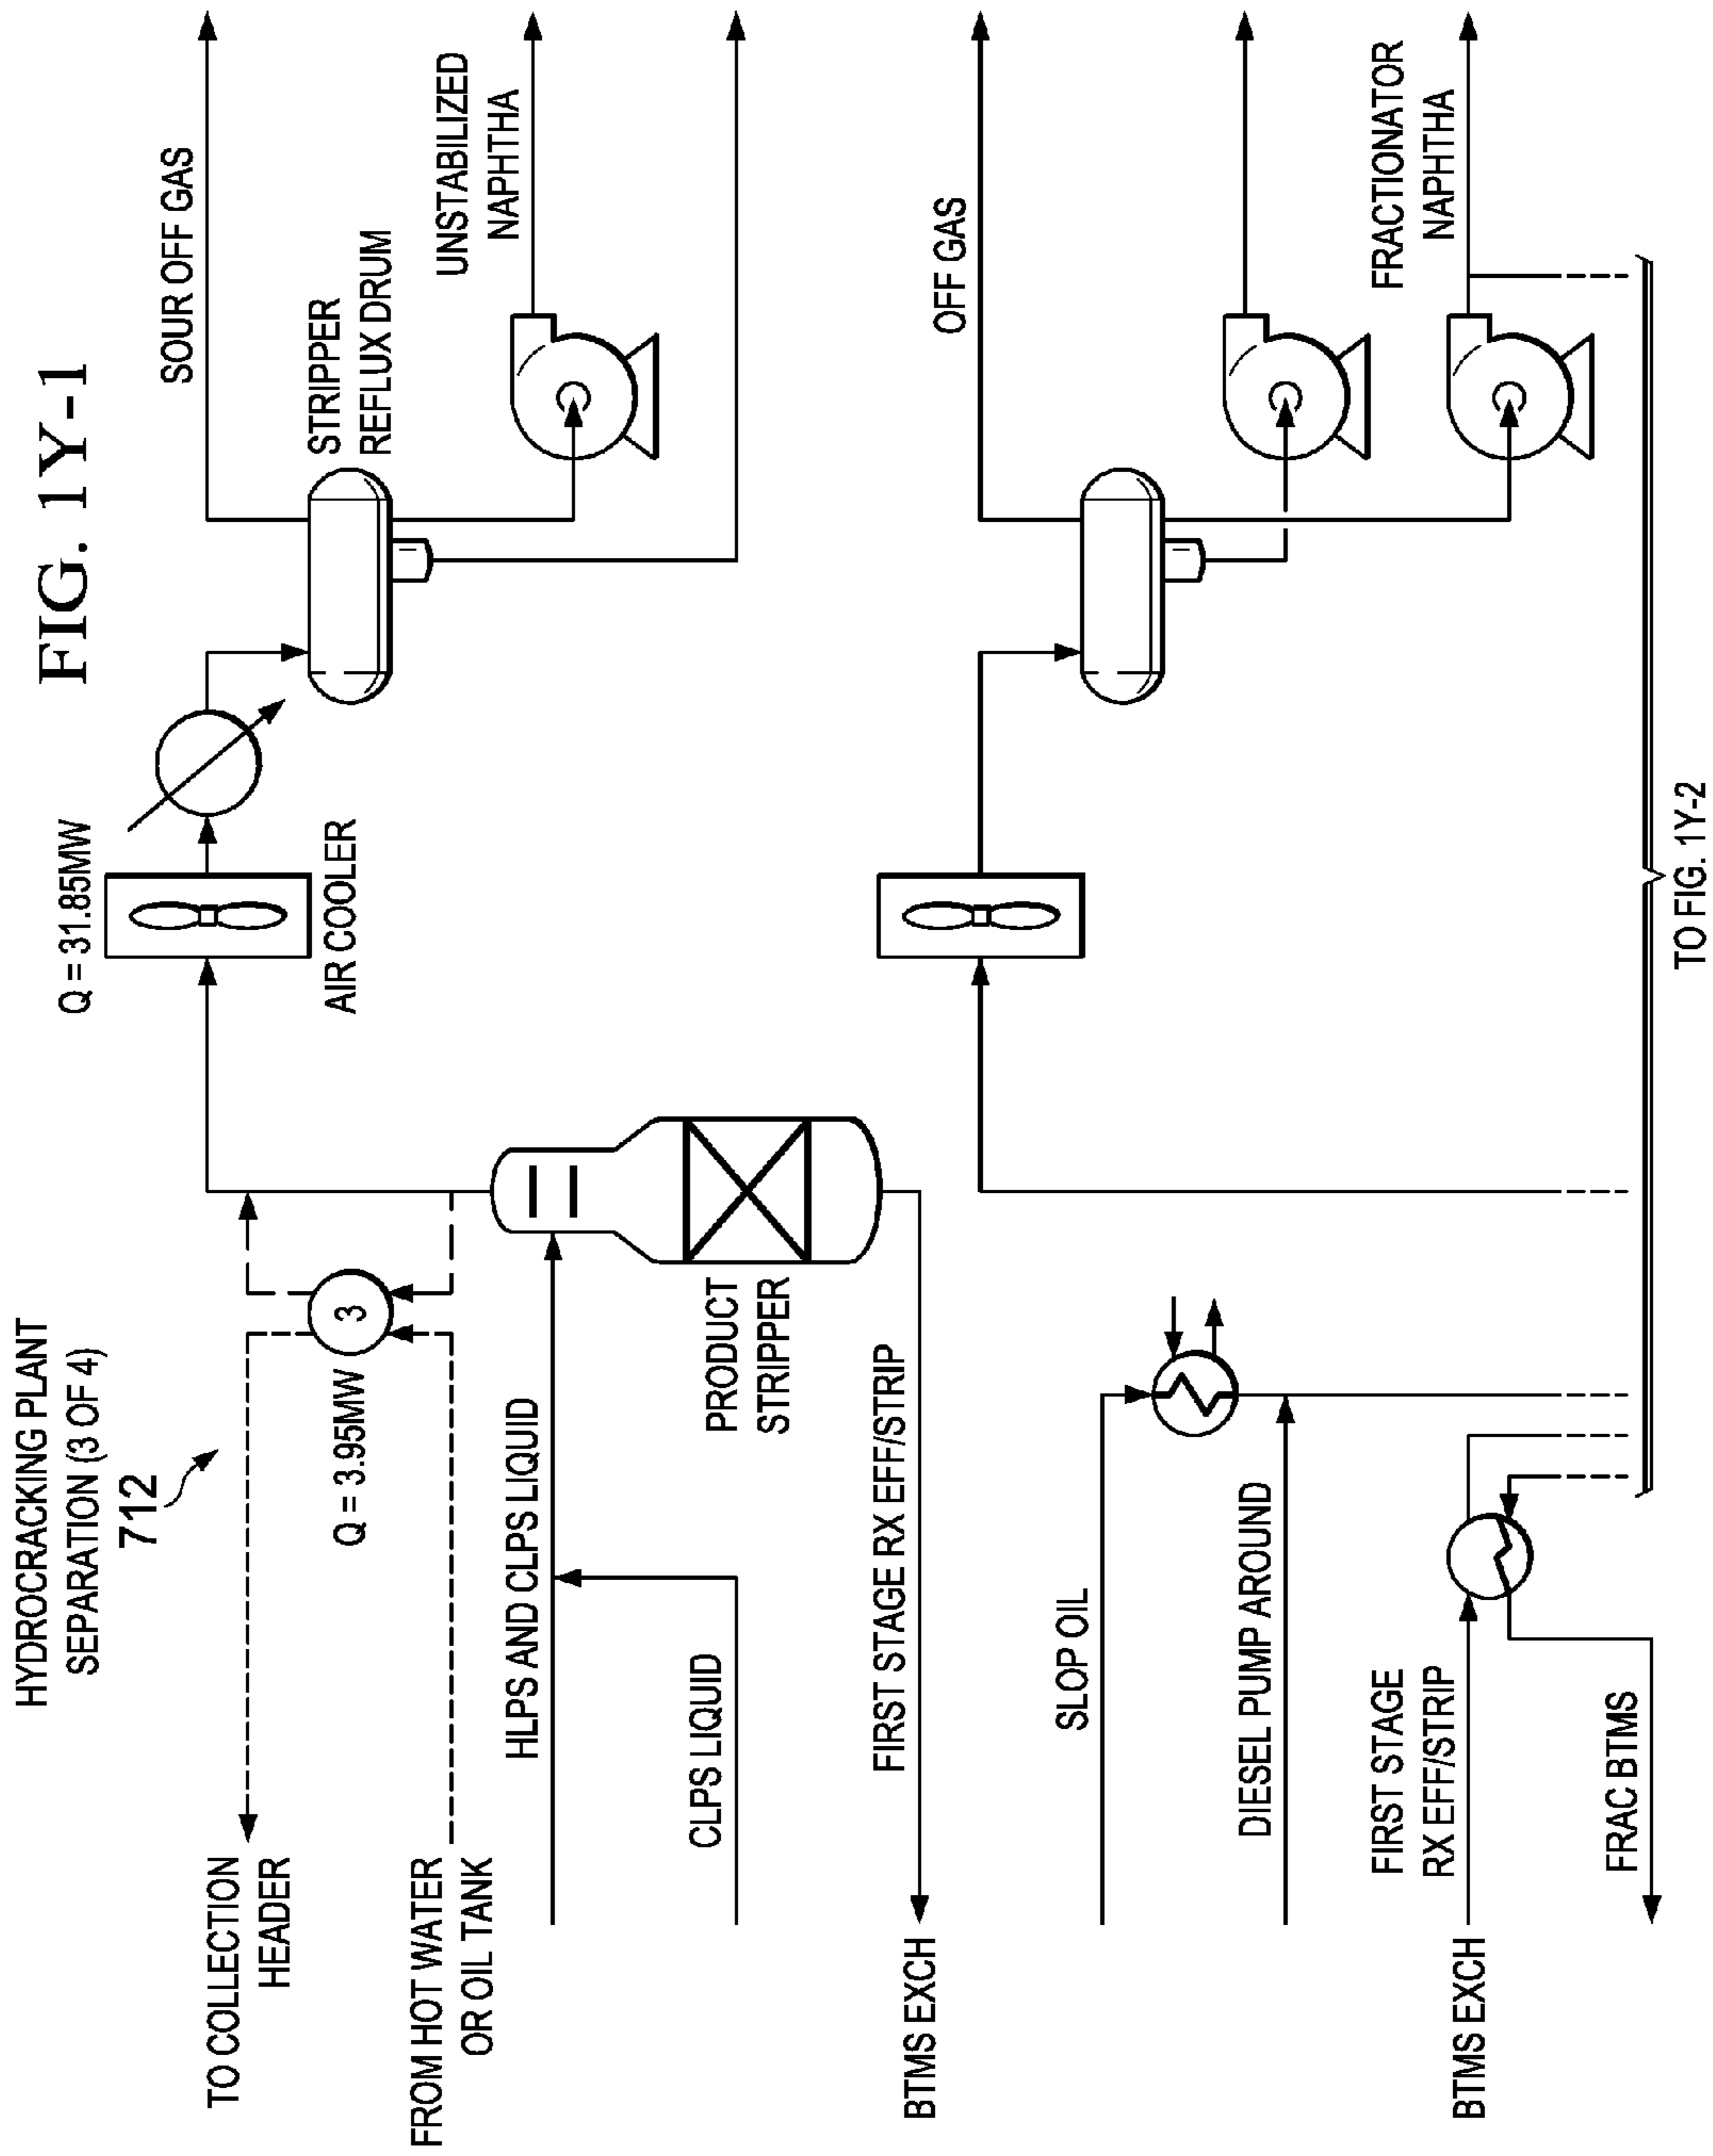 FIG. 1Y-1
HYDROCRACKING PLANT
SEPARATION (3 OF 4)
712
TO COLLECTION
HEADER
FROM HOT WATER
OR OIL TANK
Q = 3.95MW
3
Q = 31.85MW
AIR COOLER
SOUR OFF GAS
STRIPPER
REFLUX DRUM
UNSTABILIZED
NAPHTHA
HLPS AND CLPS LIQUID
CLPS LIQUID
PRODUCT
STRIPPER
BTMS EXCH
FIRST STAGE RX EFF/STRIP
OFF GAS
SLOP OIL
DIESEL PUMP AROUND
FRACTIONATOR
NAPHTHA
BTMS EXCH
FIRST STAGE
RX EFF/STRIP
FRAC BTMS
TO FIG. 1Y-2